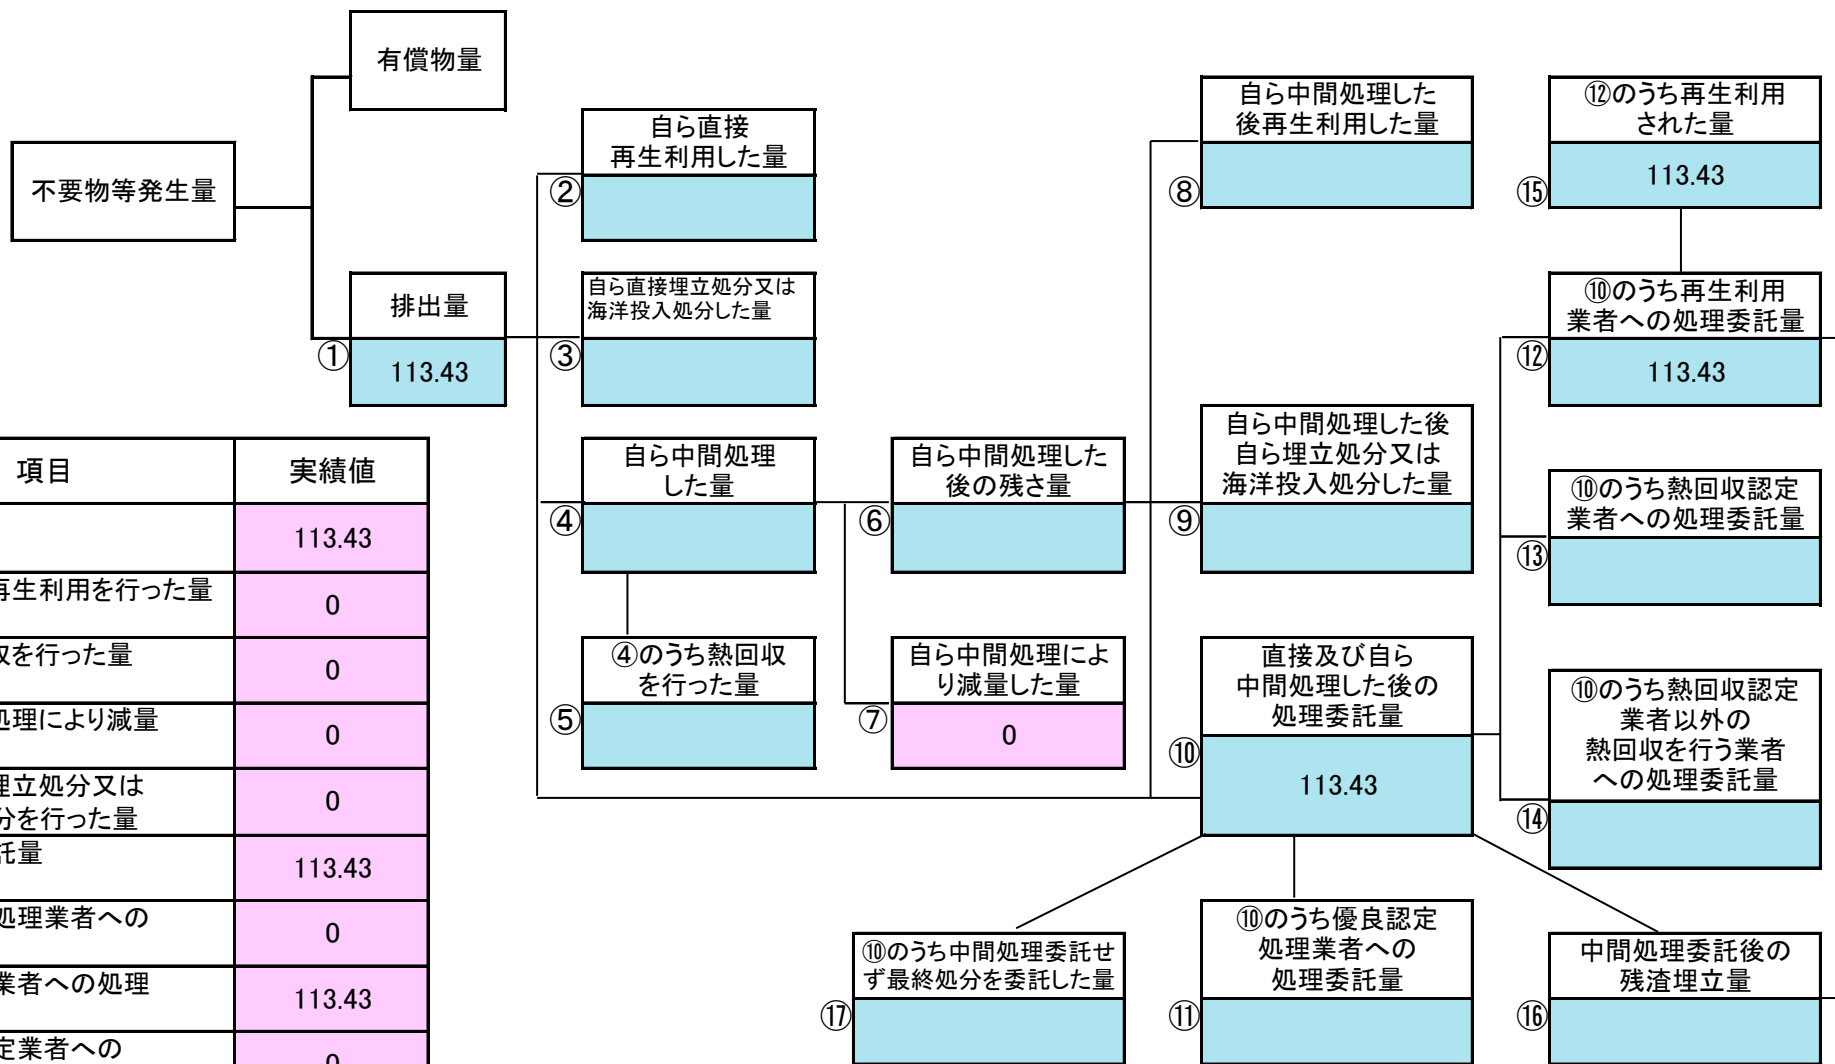 有償物量
不要物等発生量
排出量
①
113.43
自ら直接
再生利用した量
②
自ら直接埋立処分又は
海洋投入処分した量
③
自ら中間処理
した量
④
④のうち熱回収
を行った量
⑤
自ら中間処理した
後の残さ量
⑥
自ら中間処理によ
り減量した量
⑦
0
自ら中間処理した
後再生利用した量
⑧
自ら中間処理した後
自ら埋立処分又は
海洋投入処分した量
⑨
直接及び自ら
中間処理した後の
処理委託量
⑩
113.43
⑫のうち再生利用
された量
⑮
113.43
⑩のうち再生利用
業者への処理委託量
⑫
113.43
⑩のうち熱回収認定
業者への処理委託量
⑬
⑩のうち熱回収認定
業者以外の
熱回収を行う業者
への処理委託量
⑭
⑩のうち中間処理委託せ
ず最終処分を委託した量
⑰
⑩のうち優良認定
処理業者への
処理委託量
⑪
中間処理委託後の
残渣埋立量
⑯
項目 実績値
113.43
再生利用を行った量
0
を行った量
0
処理により減量
0
埋立処分又は
分を行った量
0
託量
113.43
処理業者への
0
業者への処理
113.43
定業者への
0